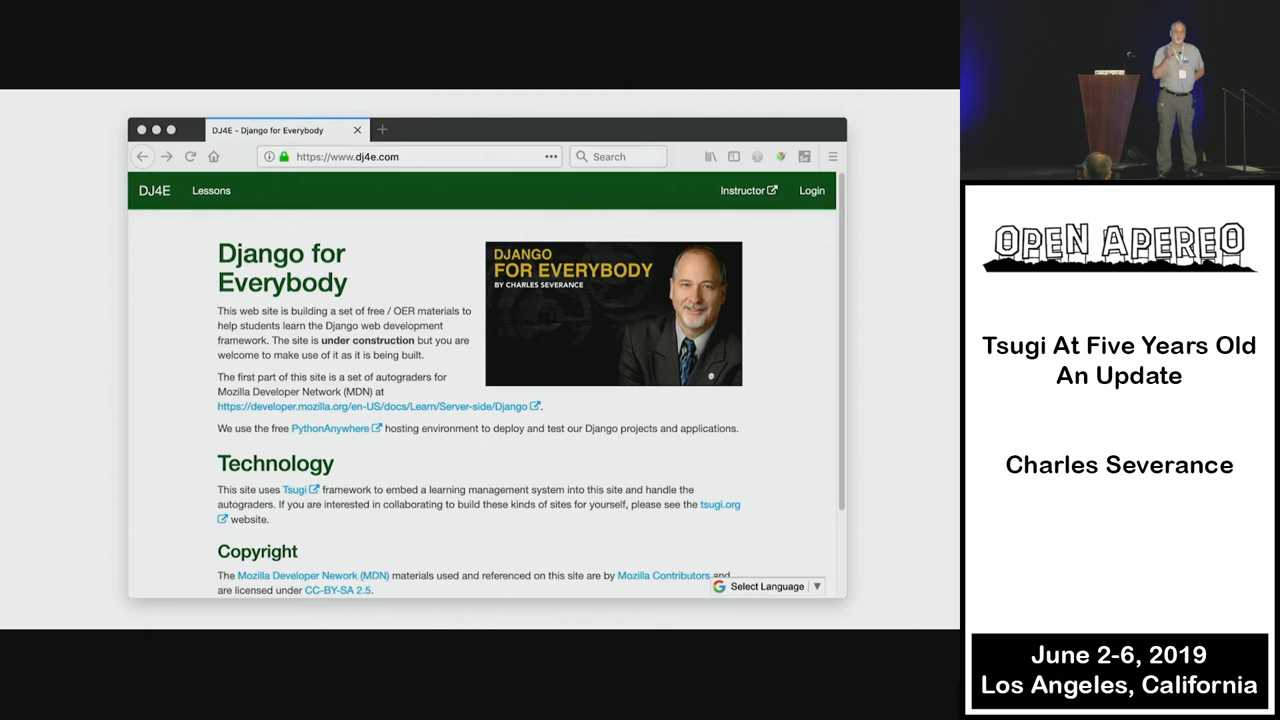 DJ4E - Django for Everybody
https://www.dj4e.com
Search
DJ4E
Lessons
Instructor
Login
Django for
Everybody
This web site is building a set of free / OER materials to
help students learn the Django web development
framework. The site is under construction but you are
welcome to make use of it as it is being built.
The first part of this site is a set of autograders for
Mozilla Developer Network (MDN) at
https://developer.mozilla.org/en-US/docs/Learn/Server-side/Django .
We use the free PythonAnywhere hosting environment to deploy and test our Django projects and applications.
DJANGO
FOR EVERYBODY
BY CHARLES SEVERANCE
Technology
This site uses Tsugi framework to embed a learning management system into this site and handle the
autograders. If you are interested in collaborating to build these kinds of sites for yourself, please see the tsugi.org
website.
Copyright
The Mozilla Developer Nework (MDN) materials used and referenced on this site are by Mozilla Contributors and
are licensed under CC-BY-SA 2.5.
Select Language
OPEN APEREO
Tsugi At Five Years Old
An Update
Charles Severance
June 2-6, 2019
Los Angeles, California